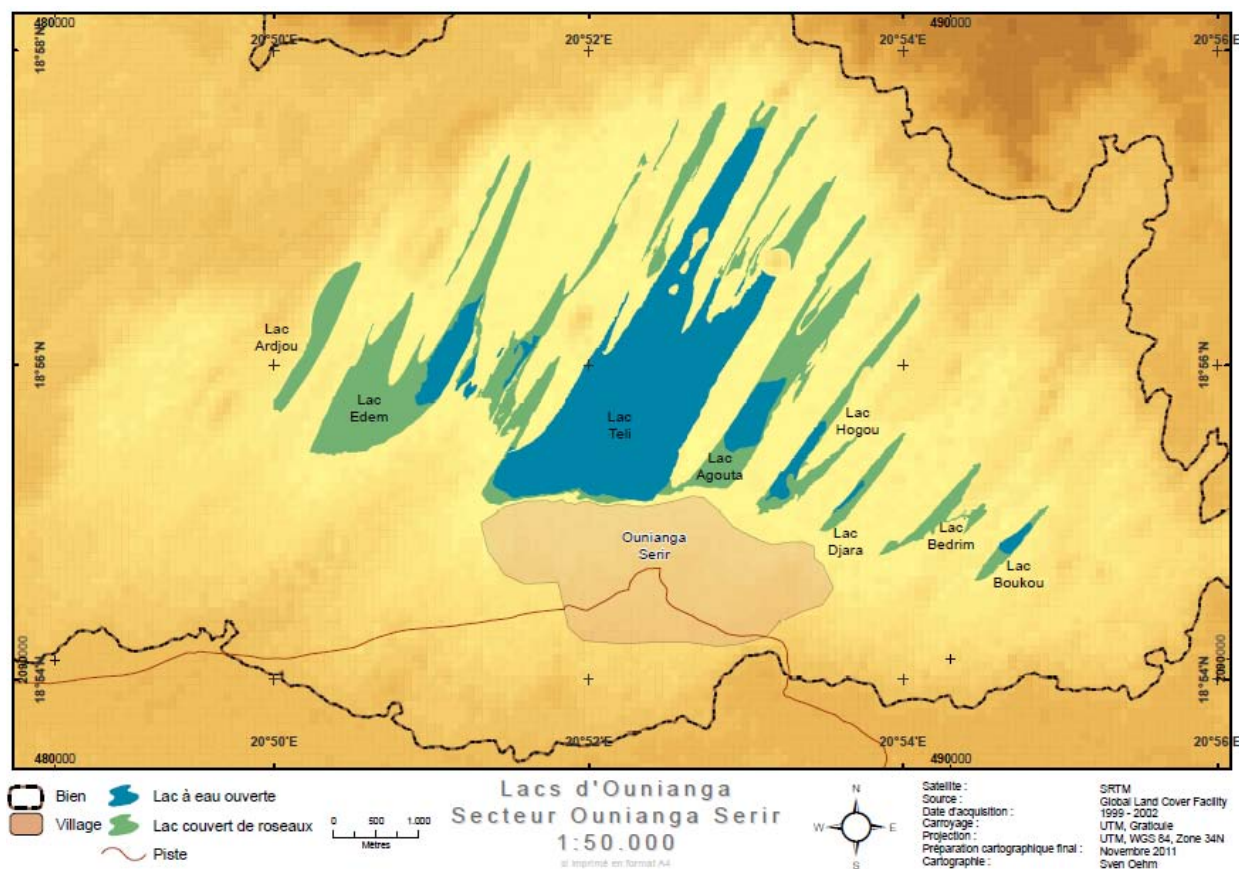 480000
490000
20°50'E
20°52'E
20°54'E
20°56'E
18°58'N
18°58'N
Lac
Ardjou
18°56'N
18°56'N
Lac
Edem
Lac
Teli
Lac
Hogou
Lac
Agouta
Ounianga
Serir
Lac
Djara
Lac
Bedrim
Lac
Boukou
2090000
18°54'N
18°54'N
2090000
20°50'E
20°52'E
20°54'E
20°56'E
480000
490000
Bien
Lac à eau ouverte
Village
Lac couvert de roseaux
Piste
0
500
1.000
Mètres
Lacs d'Ounianga
Secteur Ounianga Serir
1:50.000
si imprimé en format A4
N
W
E
S
Satellite : SRTM
Source : Global Land Cover Facility
Date d'acquisition : 1999 - 2002
Carroyage : UTM, Graticule
Projection : UTM, WGS 84, Zone 34N
Préparation cartographique final : Novembre 2011
Cartographie : Sven Oehm